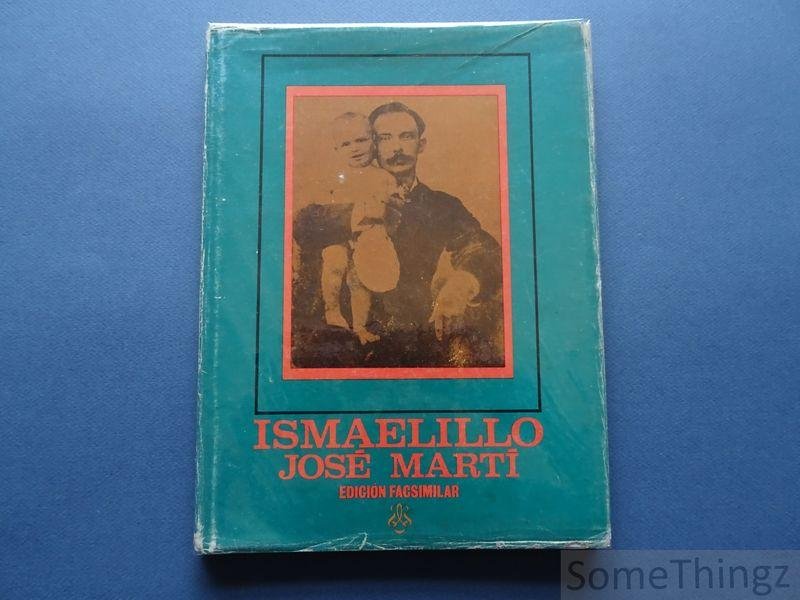 ISMAELILLO
JOSÉ MARTÍ
EDICIÓN FACSIMILAR
SomeThingz